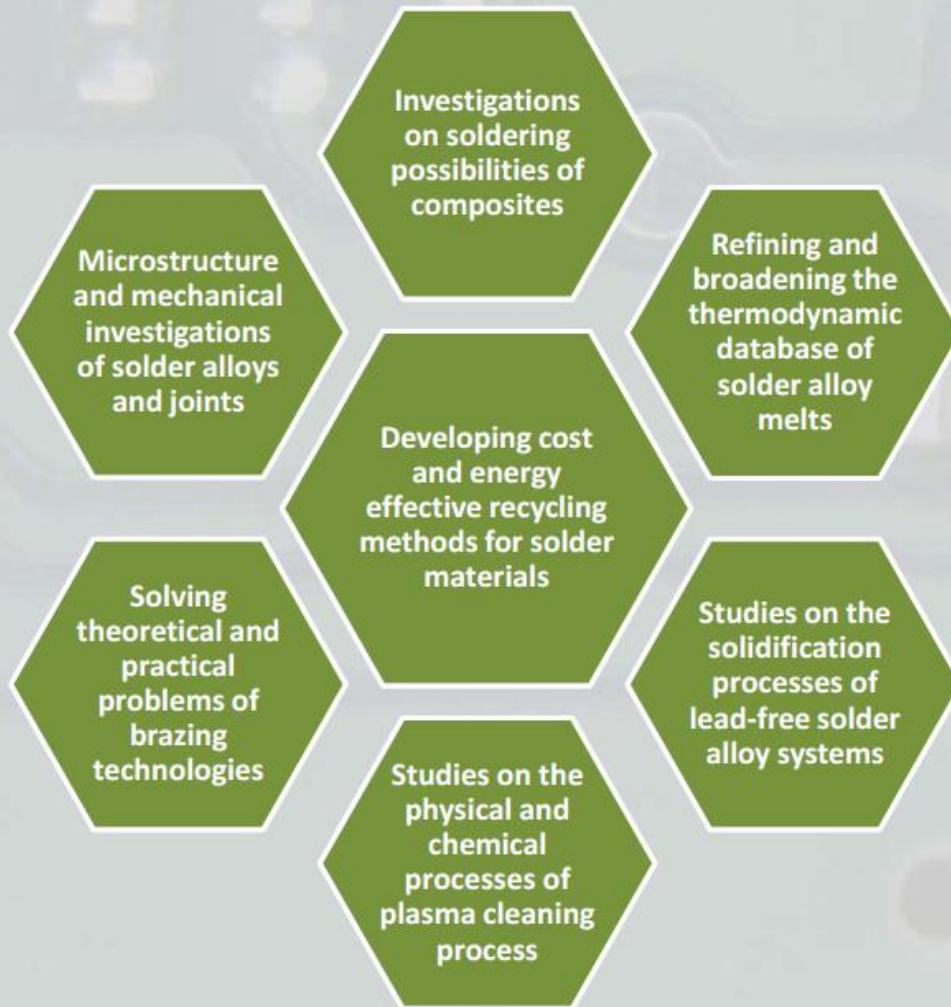 Investigations
on soldering
possibilities of
composites
Microstructure
and mechanical
investigations
of solder alloys
and joints
Refining and
broadening the
thermodynamic
database of
solder alloy
melts
Developing cost
and energy
effective recycling
methods for solder
materials
Solving
theoretical and
practical
problems of
brazing
technologies
Studies on the
solidification
processes of
lead-free solder
alloy systems
Studies on the
physical and
chemical
processes of
plasma cleaning
process